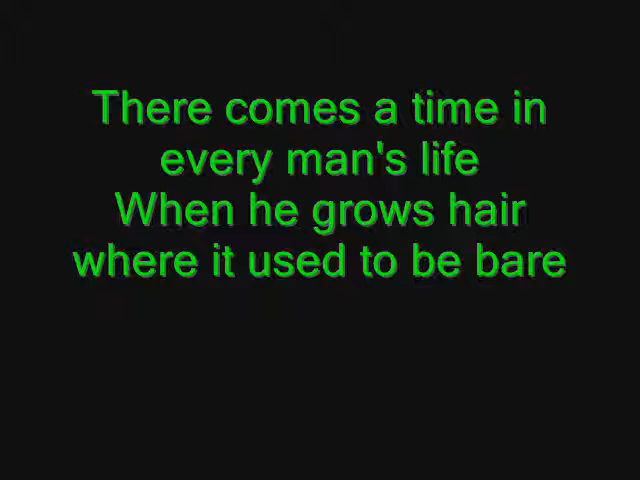 There comes a time in
every man's life
When he grows hair
where it used to be bare